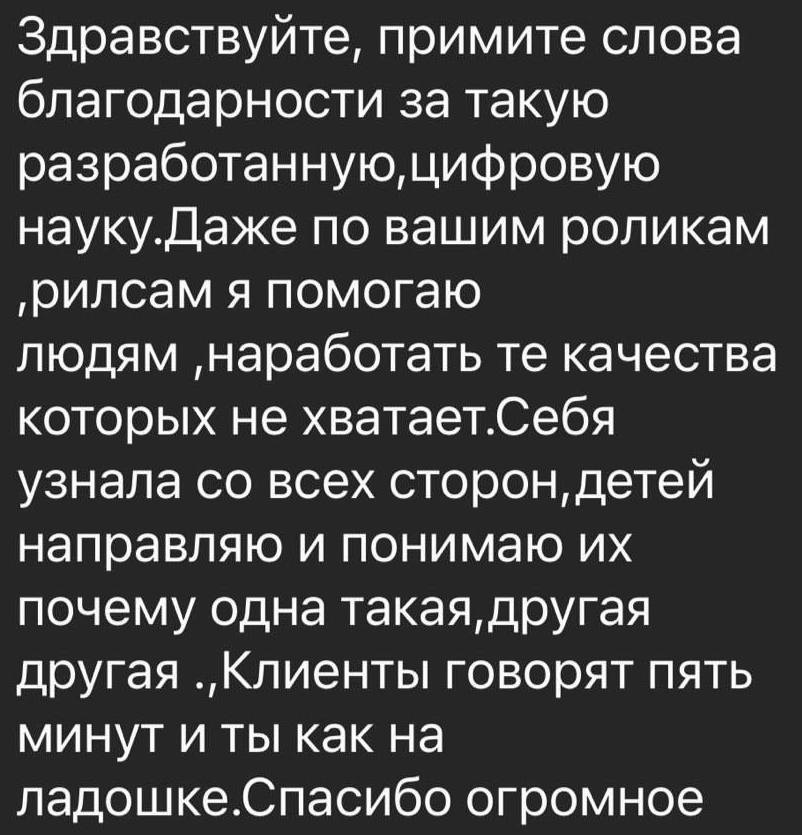 Здравствуйте, примите слова
благодарности за такую
разработанную,цифровую
науку.Даже по вашим роликам
,рилсам я помогаю
людям ,наработать те качества
которых не хватает.Себя
узнала со всех сторон,детей
направляю и понимаю их
почему одна такая,другая
другая .,Клиенты говорят пять
минут и ты как на
ладошке.Спасибо огромное